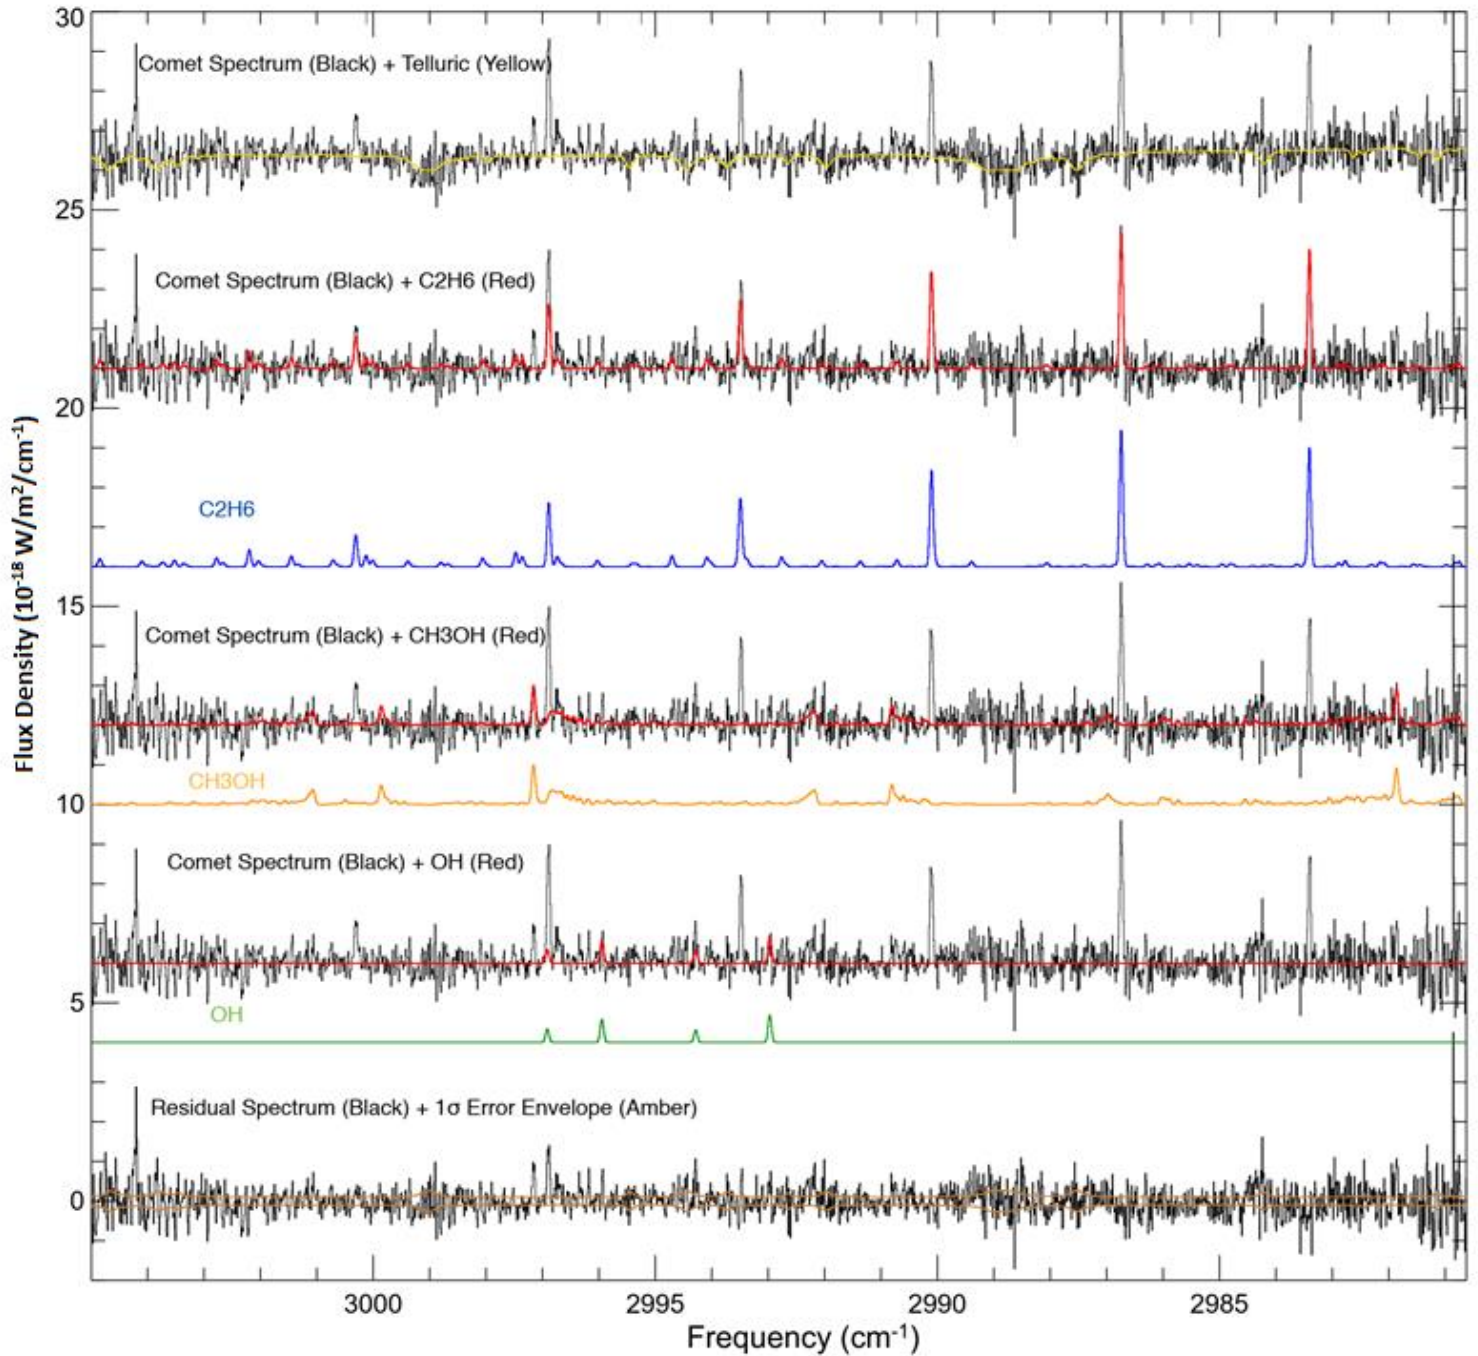 30
Comet Spectrum (Black) + Telluric (Yellow)
25
Comet Spectrum (Black) + C2H6 (Red)
20
C2H6
15
Comet Spectrum (Black) + CH3OH (Red)
CH3OH
10
Comet Spectrum (Black) + OH (Red)
5
OH
Residual Spectrum (Black) + 1σ Error Envelope (Amber)
0
Flux Density (10⁻¹⁸ W/m²/cm⁻¹)
3000 2995 2990 2985
Frequency (cm⁻¹)